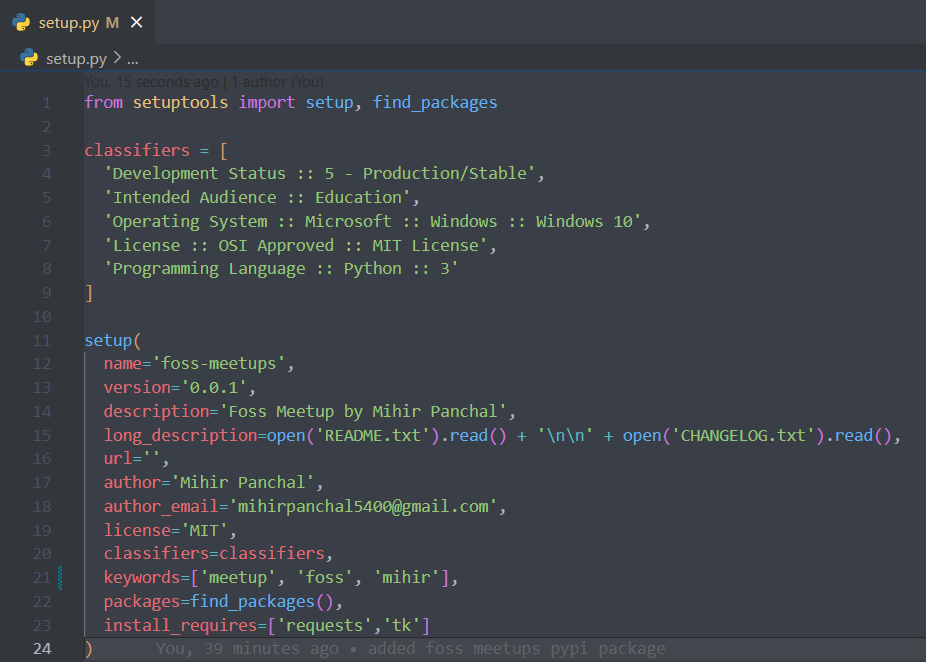 setup.py M
setup.py > ...
You, 15 seconds ago | 1 author (You)
1 from setuptools import setup, find_packages
2
3 classifiers = [
4   'Development Status :: 5 - Production/Stable',
5   'Intended Audience :: Education',
6   'Operating System :: Microsoft :: Windows :: Windows 10',
7   'License :: OSI Approved :: MIT License',
8   'Programming Language :: Python :: 3'
9 ]
10
11 setup(
12   name='foss-meetups',
13   version='0.0.1',
14   description='Foss Meetup by Mihir Panchal',
15   long_description=open('README.txt').read() + '\n\n' + open('CHANGELOG.txt').read(),
16   url='',
17   author='Mihir Panchal',
18   author_email='mihirpanchal5400@gmail.com',
19   license='MIT',
20   classifiers=classifiers,
21   keywords=['meetup', 'foss', 'mihir'],
22   packages=find_packages(),
23   install_requires=['requests','tk']
24 ) You, 39 minutes ago • added foss meetups pypi package